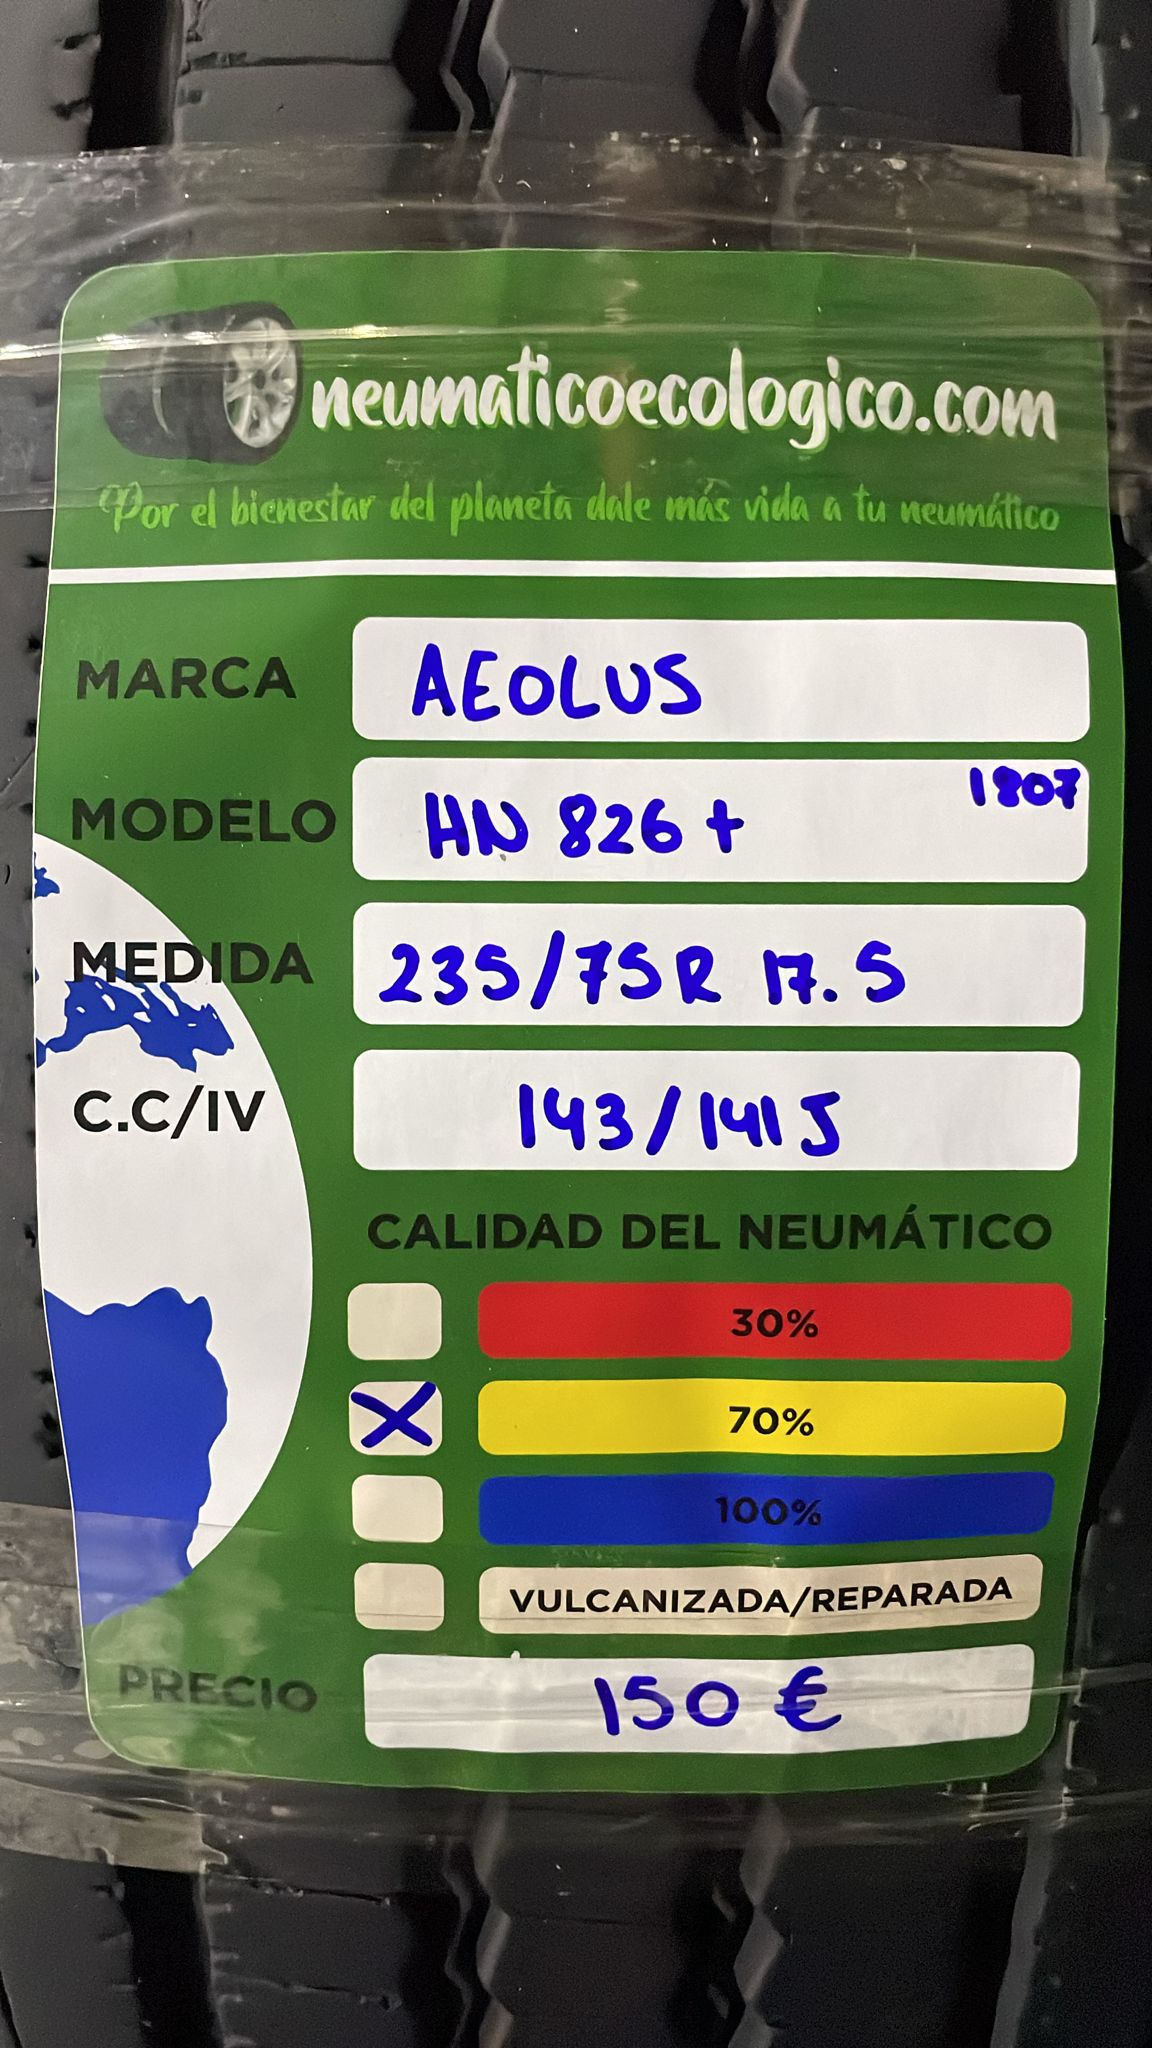 neumaticoecologico.com
Por el bienestar del planeta dale más vida a tu neumático
MARCA AEOLUS
MODELO HN 826+ 1807
MEDIDA 235/75R 17.5
C.C/IV 143/141J
CALIDAD DEL NEUMÁTICO
30%
X 70%
100%
VULCANIZADA/REPARADA
PRECIO 150 €